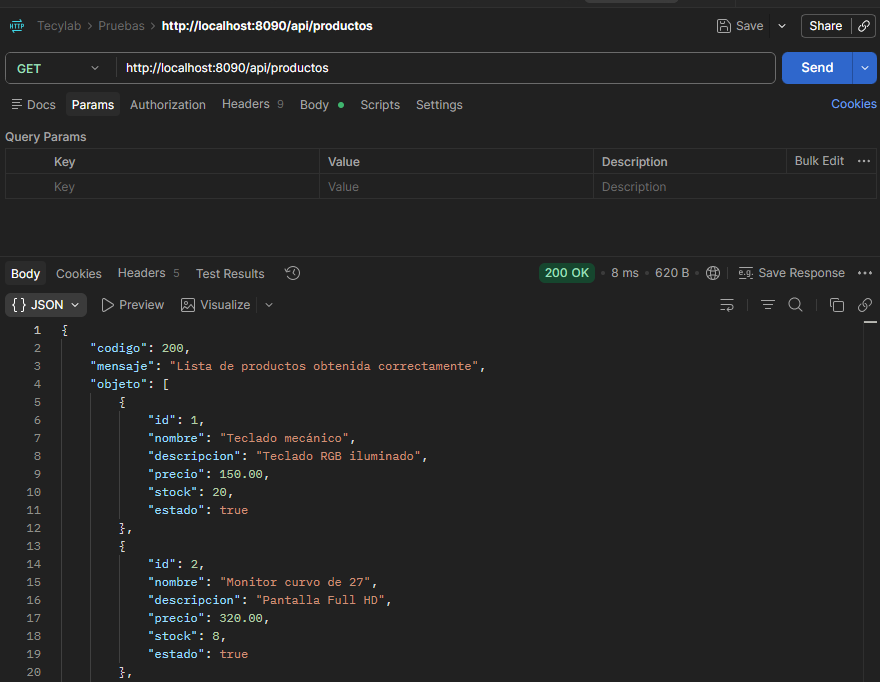 HTTP Tecylab > Pruebas > http://localhost:8090/api/productos Save Share
GET http://localhost:8090/api/productos Send
Docs Params Authorization Headers 9 Body Scripts Settings Cookies
Query Params
Key Value Description Bulk Edit
Key Value Description
Body Cookies Headers 5 Test Results 200 OK 8 ms 620 B e.g. Save Response
{} JSON Preview Visualize
1 {
2 "codigo": 200,
3 "mensaje": "Lista de productos obtenida correctamente",
4 "objeto": [
5 {
6 "id": 1,
7 "nombre": "Teclado mecánico",
8 "descripcion": "Teclado RGB iluminado",
9 "precio": 150.00,
10 "stock": 20,
11 "estado": true
12 },
13 {
14 "id": 2,
15 "nombre": "Monitor curvo de 27",
16 "descripcion": "Pantalla Full HD",
17 "precio": 320.00,
18 "stock": 8,
19 "estado": true
20 },